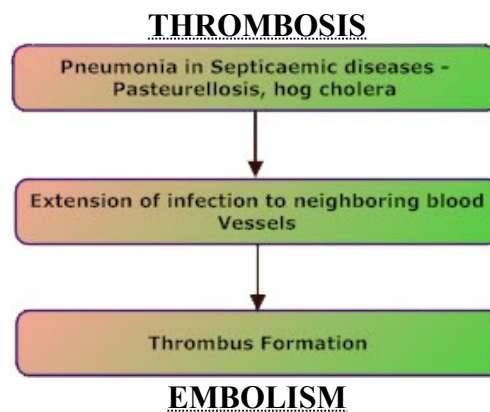 THROMBOSIS
Pneumonia in Septicaemic diseases -
Pasteurellosis, hog cholera
Extension of infection to neighboring blood
Vessels
Thrombus Formation
EMBOLISM